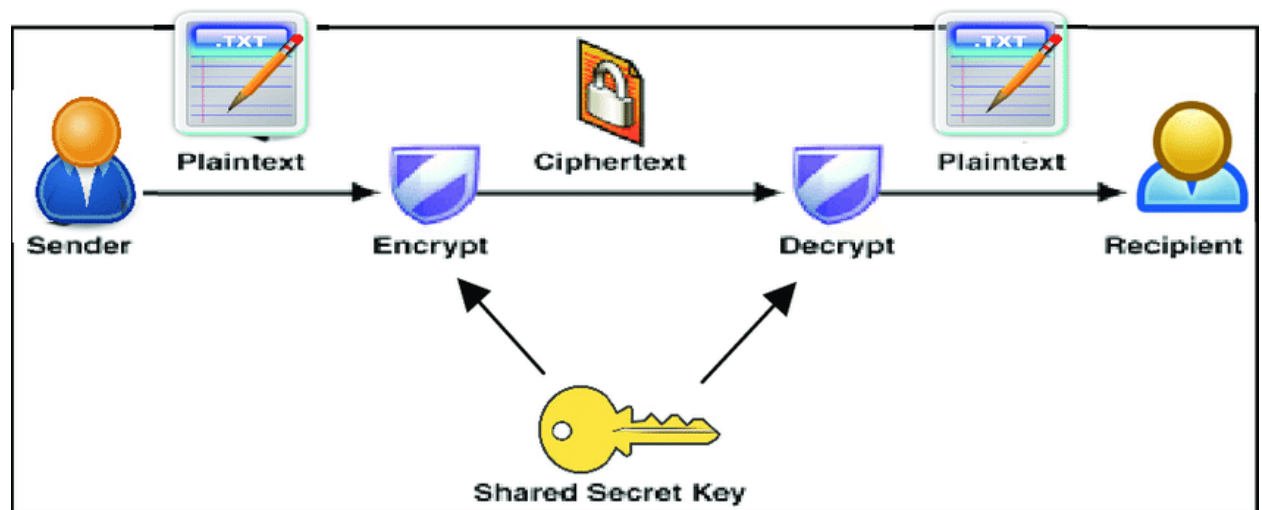 .TXT
.TXT
Plaintext
Ciphertext
Plaintext
Sender
Encrypt
Decrypt
Recipient
Shared Secret Key